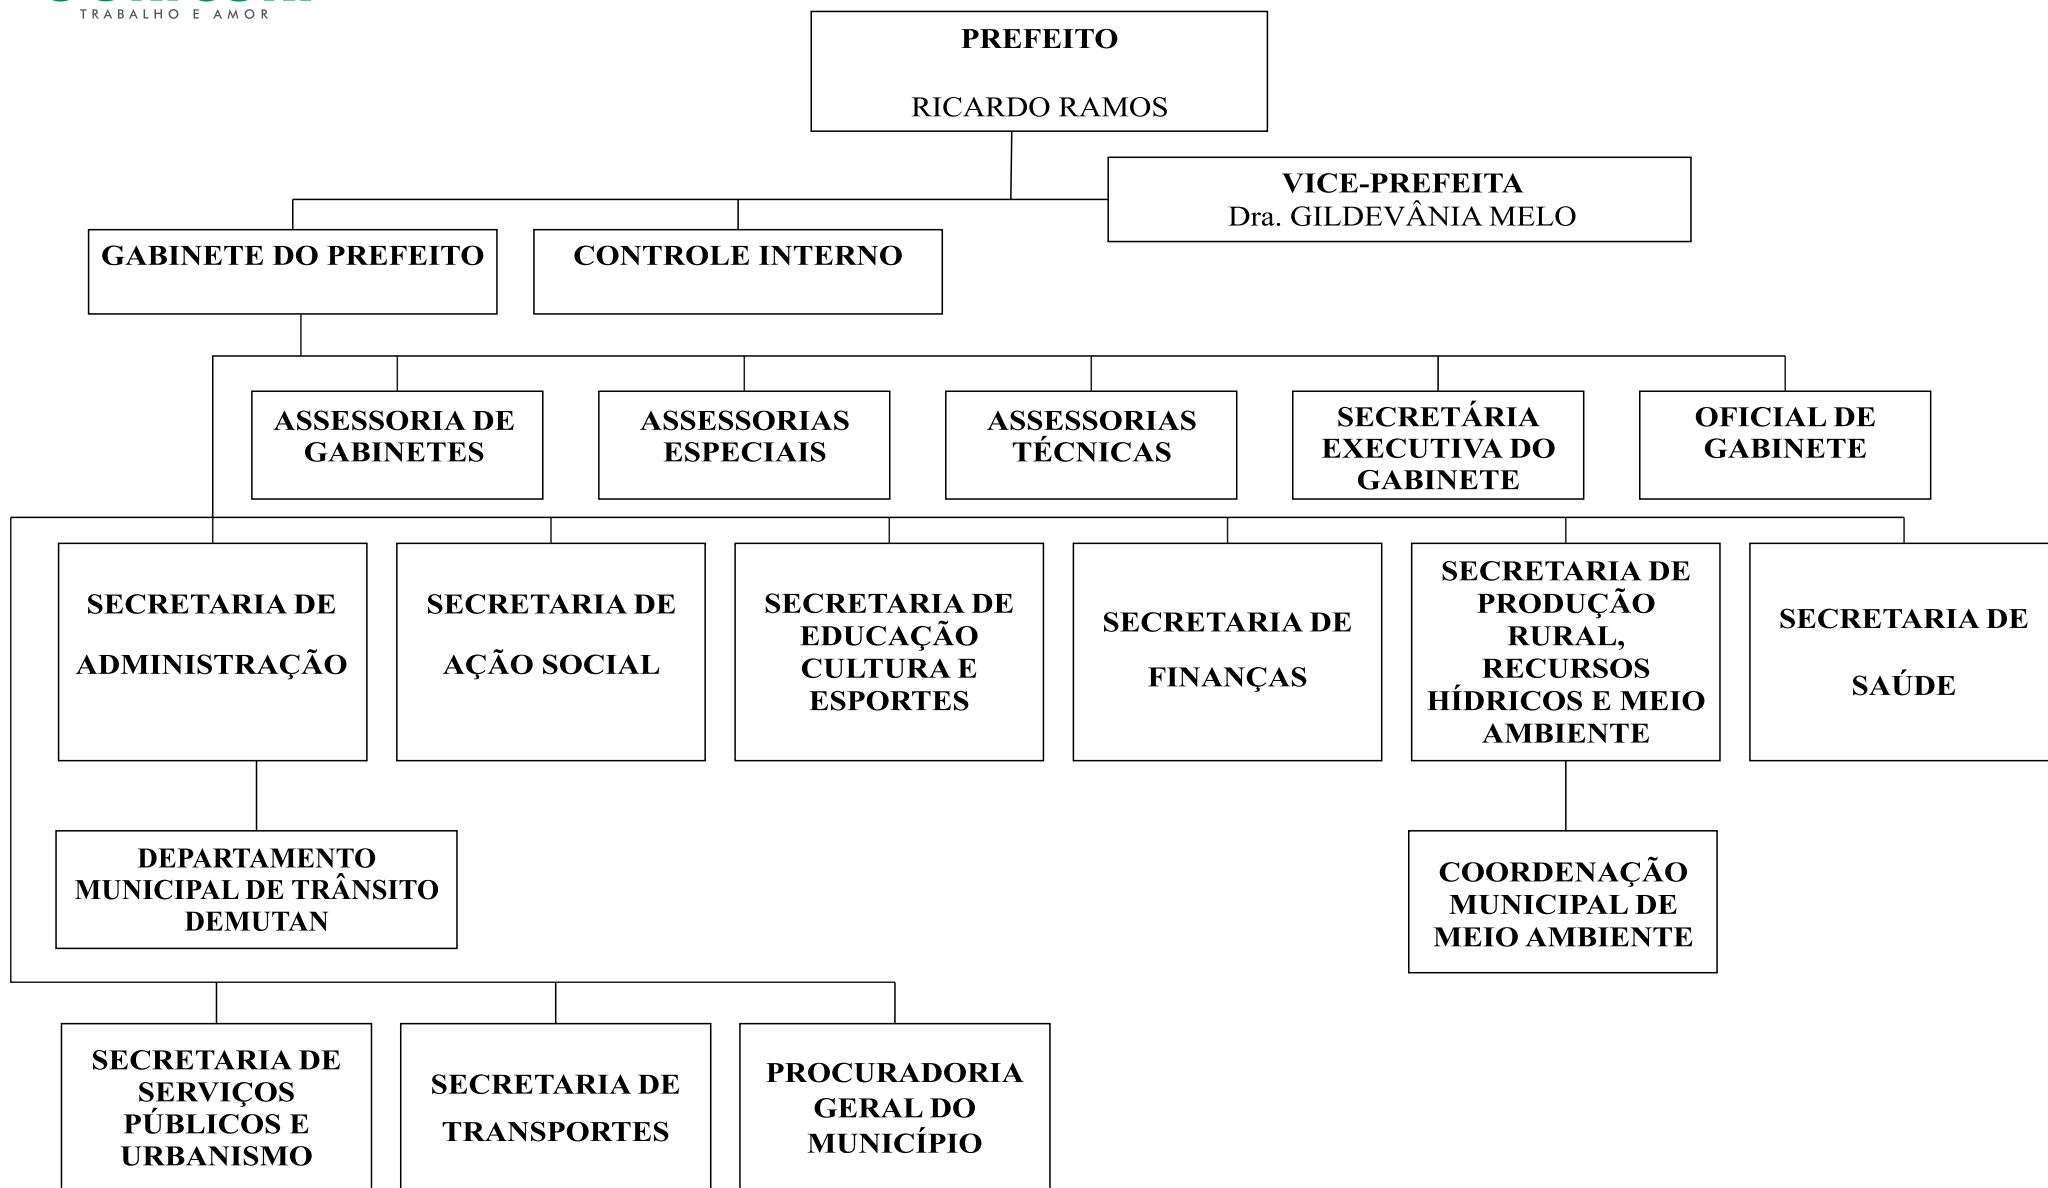 TRABALHO E AMOR
PREFEITO
RICARDO RAMOS
VICE-PREFEITA
Dra. GILDEVÂNIA MELO
GABINETE DO PREFEITO
CONTROLE INTERNO
ASSESSORIA DE
GABINETES
ASSESSORIAS
ESPECIAIS
ASSESSORIAS
TÉCNICAS
SECRETÁRIA
EXECUTIVA DO
GABINETE
OFICIAL DE
GABINETE
SECRETARIA DE
ADMINISTRAÇÃO
SECRETARIA DE
AÇÃO SOCIAL
SECRETARIA DE
EDUCAÇÃO
CULTURA E
ESPORTES
SECRETARIA DE
FINANÇAS
SECRETARIA DE
PRODUÇÃO
RURAL,
RECURSOS
HÍDRICOS E MEIO
AMBIENTE
SECRETARIA DE
SAÚDE
DEPARTAMENTO
MUNICIPAL DE TRÂNSITO
DEMUTAN
COORDENAÇÃO
MUNICIPAL DE
MEIO AMBIENTE
SECRETARIA DE
SERVIÇOS
PÚBLICOS E
URBANISMO
SECRETARIA DE
TRANSPORTES
PROCURADORIA
GERAL DO
MUNICÍPIO